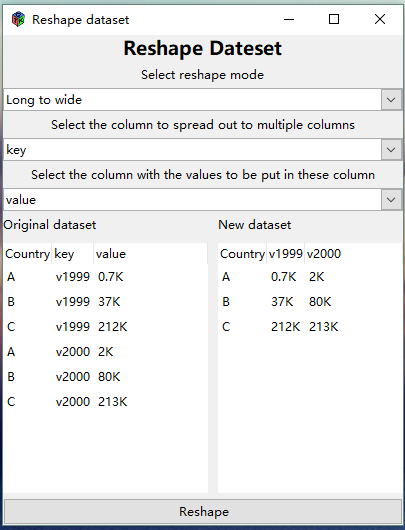 Reshape dataset
Reshape Dateset
Select reshape mode
Long to wide
Select the column to spread out to multiple columns
key
Select the column with the values to be put in these column
value
Original dataset
Country key value
A v1999 0.7K
B v1999 37K
C v1999 212K
A v2000 2K
B v2000 80K
C v2000 213K
New dataset
Country v1999 v2000
A 0.7K 2K
B 37K 80K
C 212K 213K
Reshape